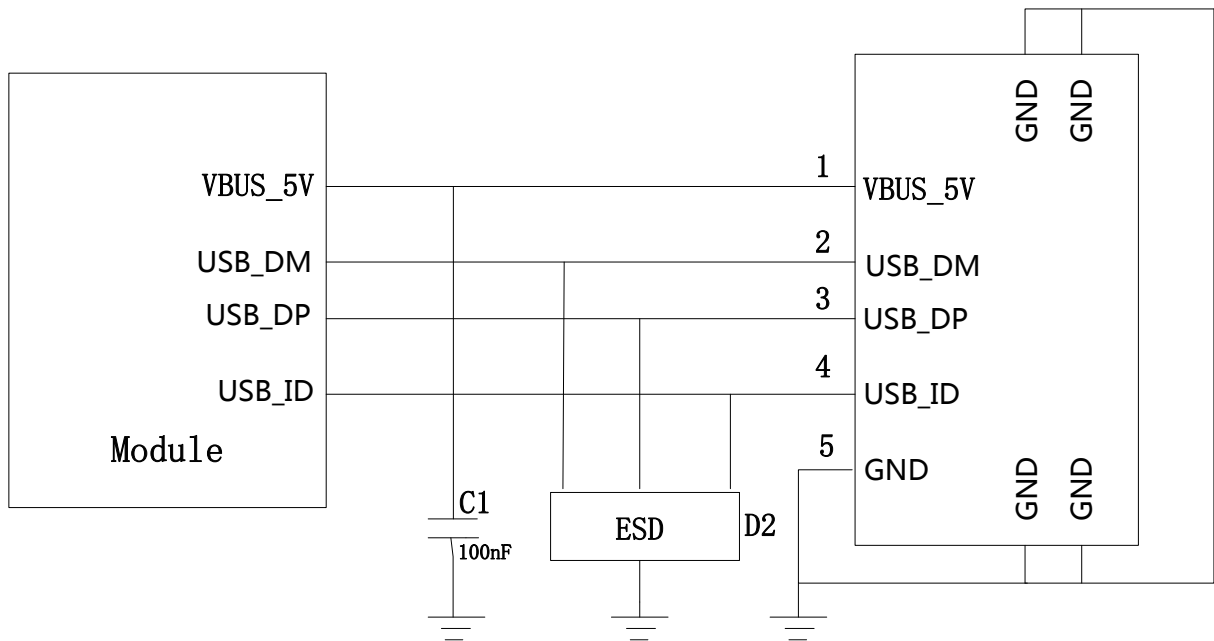 GND
GND
VBUS_5V
1
VBUS_5V
USB_DM
2
USB_DM
USB_DP
3
USB_DP
USB_ID
4
USB_ID
Module
5
GND
GND
GND
C1
100nF
ESD
D2